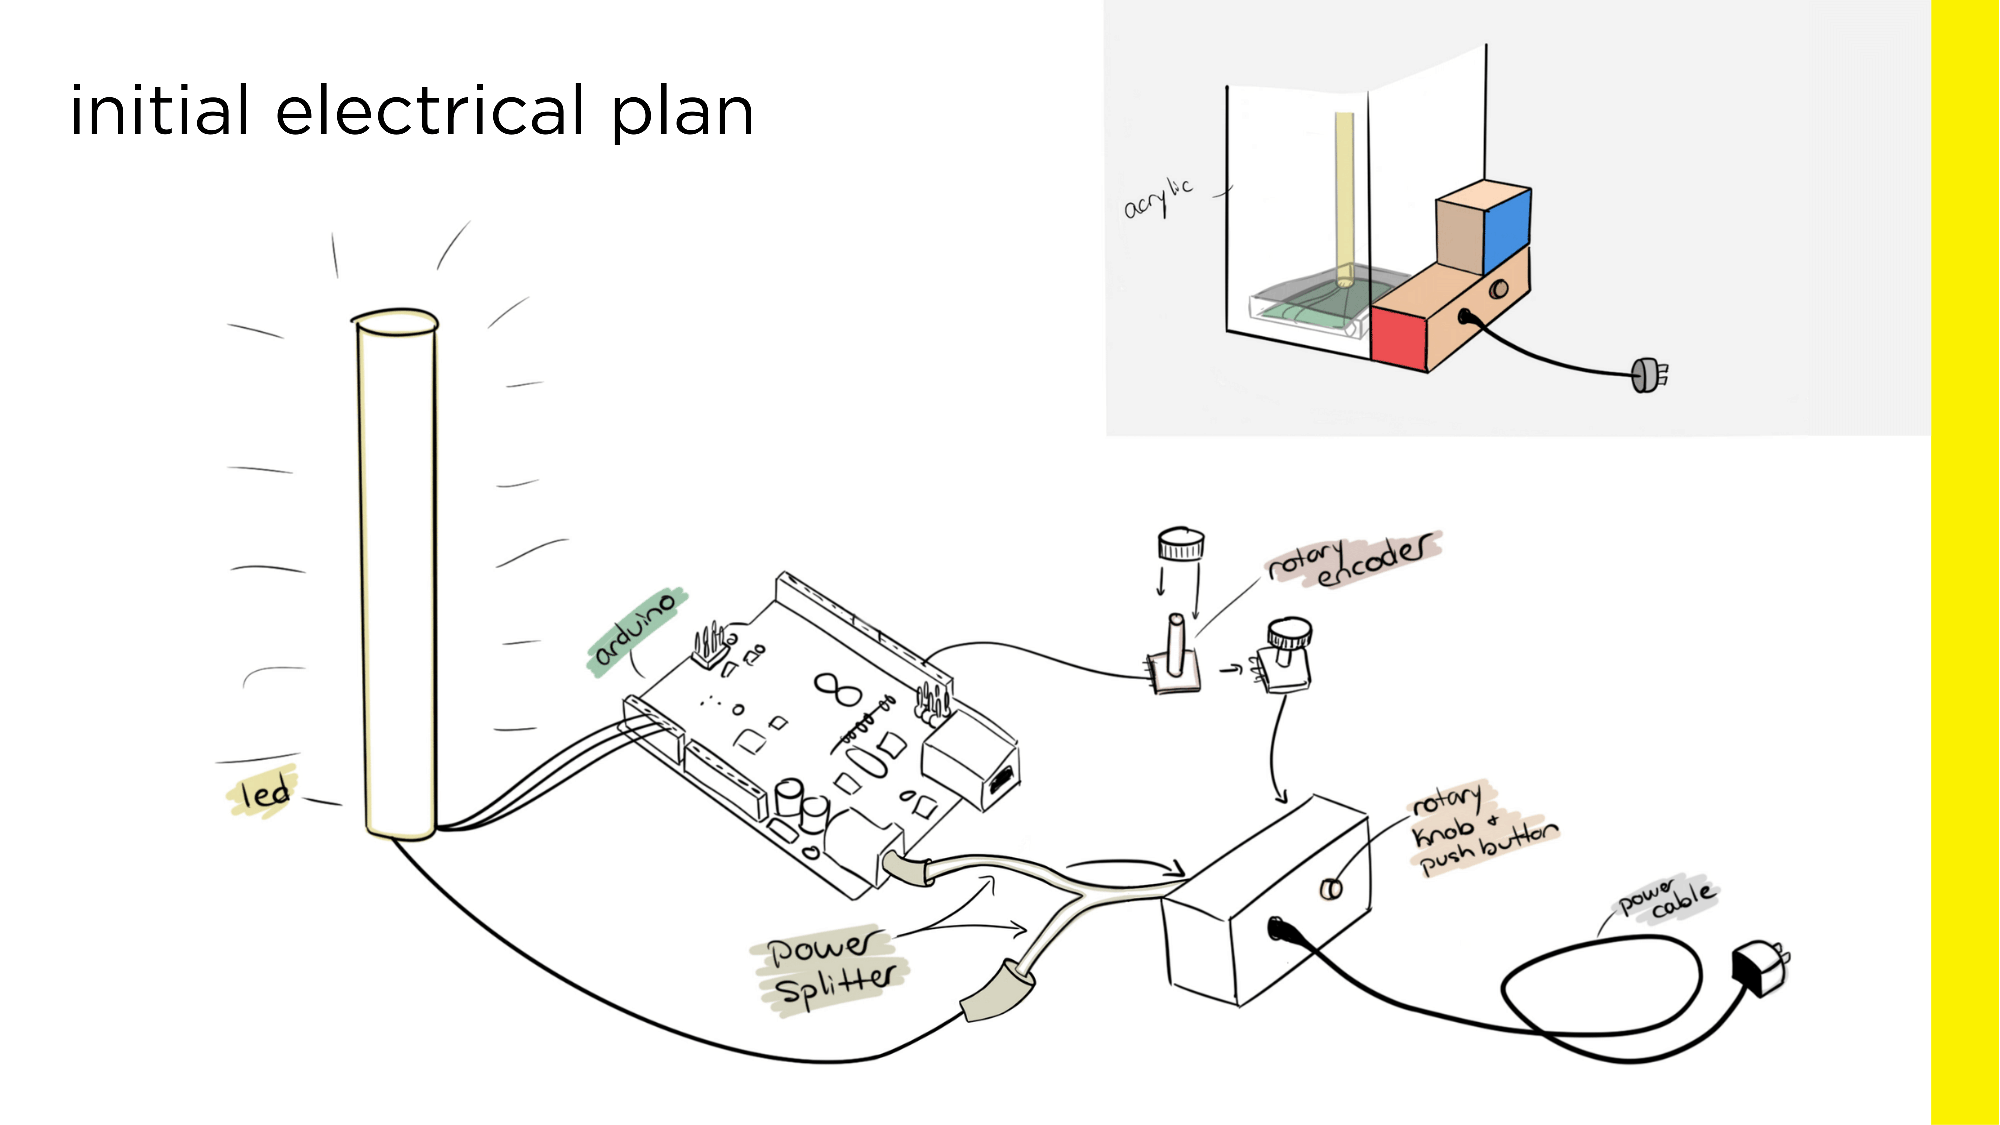 initial electrical plan
acrylic
rotary
encoder
arduino
led
rotary
knob +
push button
power
cable
power
splitter